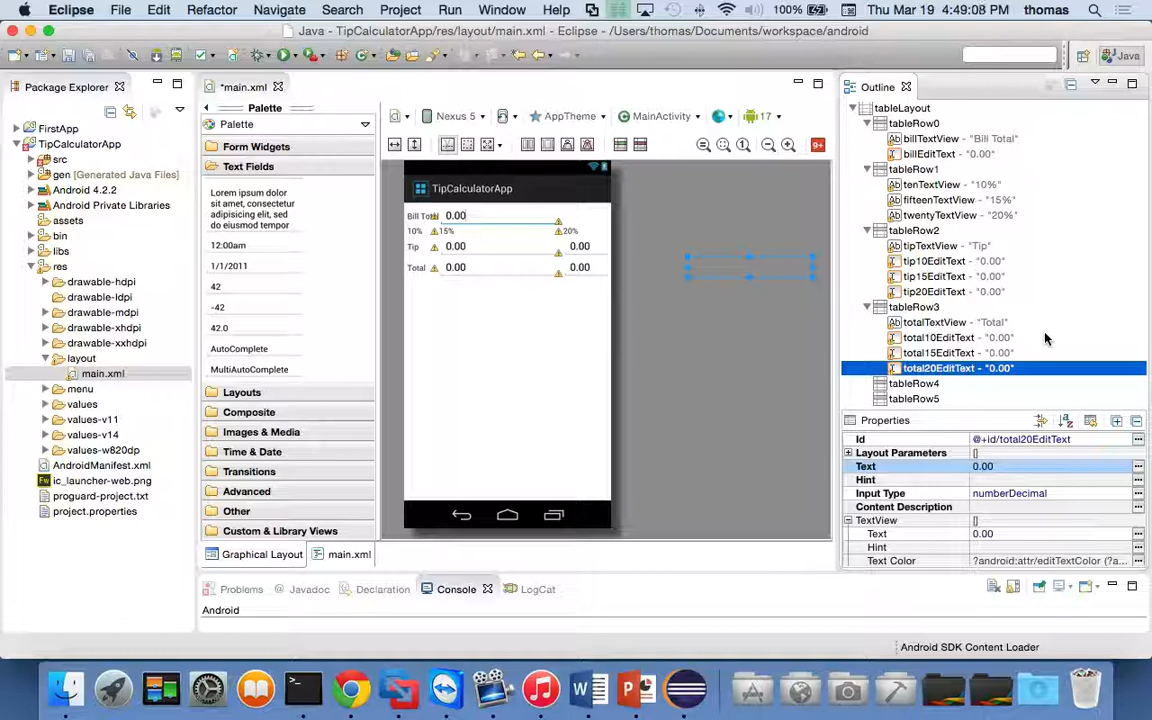 Eclipse File Edit Refactor Navigate Search Project Run Window Help 100% Thu Mar 19 4:49:08 PM thomas
Java - TipCalculatorApp/res/layout/main.xml - Eclipse - /Users/thomas/Documents/workspace/android
Java
Package Explorer
FirstApp
TipCalculatorApp
src
gen [Generated Java Files]
Android 4.2.2
Android Private Libraries
assets
bin
libs
res
drawable-hdpi
drawable-ldpi
drawable-mdpi
drawable-xhdpi
drawable-xxhdpi
layout
main.xml
menu
values
values-v11
values-v14
values-w820dp
AndroidManifest.xml
ic_launcher-web.png
proguard-project.txt
project.properties
*main.xml
Palette
Palette
Form Widgets
Text Fields
Lorem ipsum dolor
sit amet, consectetur
adipisicing elit, sed
do eiusmod tempor
12:00am
1/1/2011
42
-42
42.0
AutoComplete
MultiAutoComplete
Layouts
Composite
Images & Media
Time & Date
Transitions
Advanced
Other
Custom & Library Views
Graphical Layout main.xml
Nexus 5 AppTheme MainActivity 17
9+
TipCalculatorApp
Bill Total 0.00
10% 15% 20%
Tip 0.00 0.00
Total 0.00 0.00
Outline
tableLayout
tableRow0
billTextView - "Bill Total"
billEditText - "0.00"
tableRow1
tenTextView - "10%"
fifteenTextView - "15%"
twentyTextView - "20%"
tableRow2
tipTextView - "Tip"
tip10EditText - "0.00"
tip15EditText - "0.00"
tip20EditText - "0.00"
tableRow3
totalTextView - "Total"
total10EditText - "0.00"
total15EditText - "0.00"
total20EditText - "0.00"
tableRow4
tableRow5
Properties
Id @+id/total20EditText
Layout Parameters []
Text 0.00
Hint
Input Type numberDecimal
Content Description
TextView []
Text 0.00
Hint
Text Color ?android:attr/editTextColor (?a...
Problems Javadoc Declaration Console LogCat
Android
Android SDK Content Loader